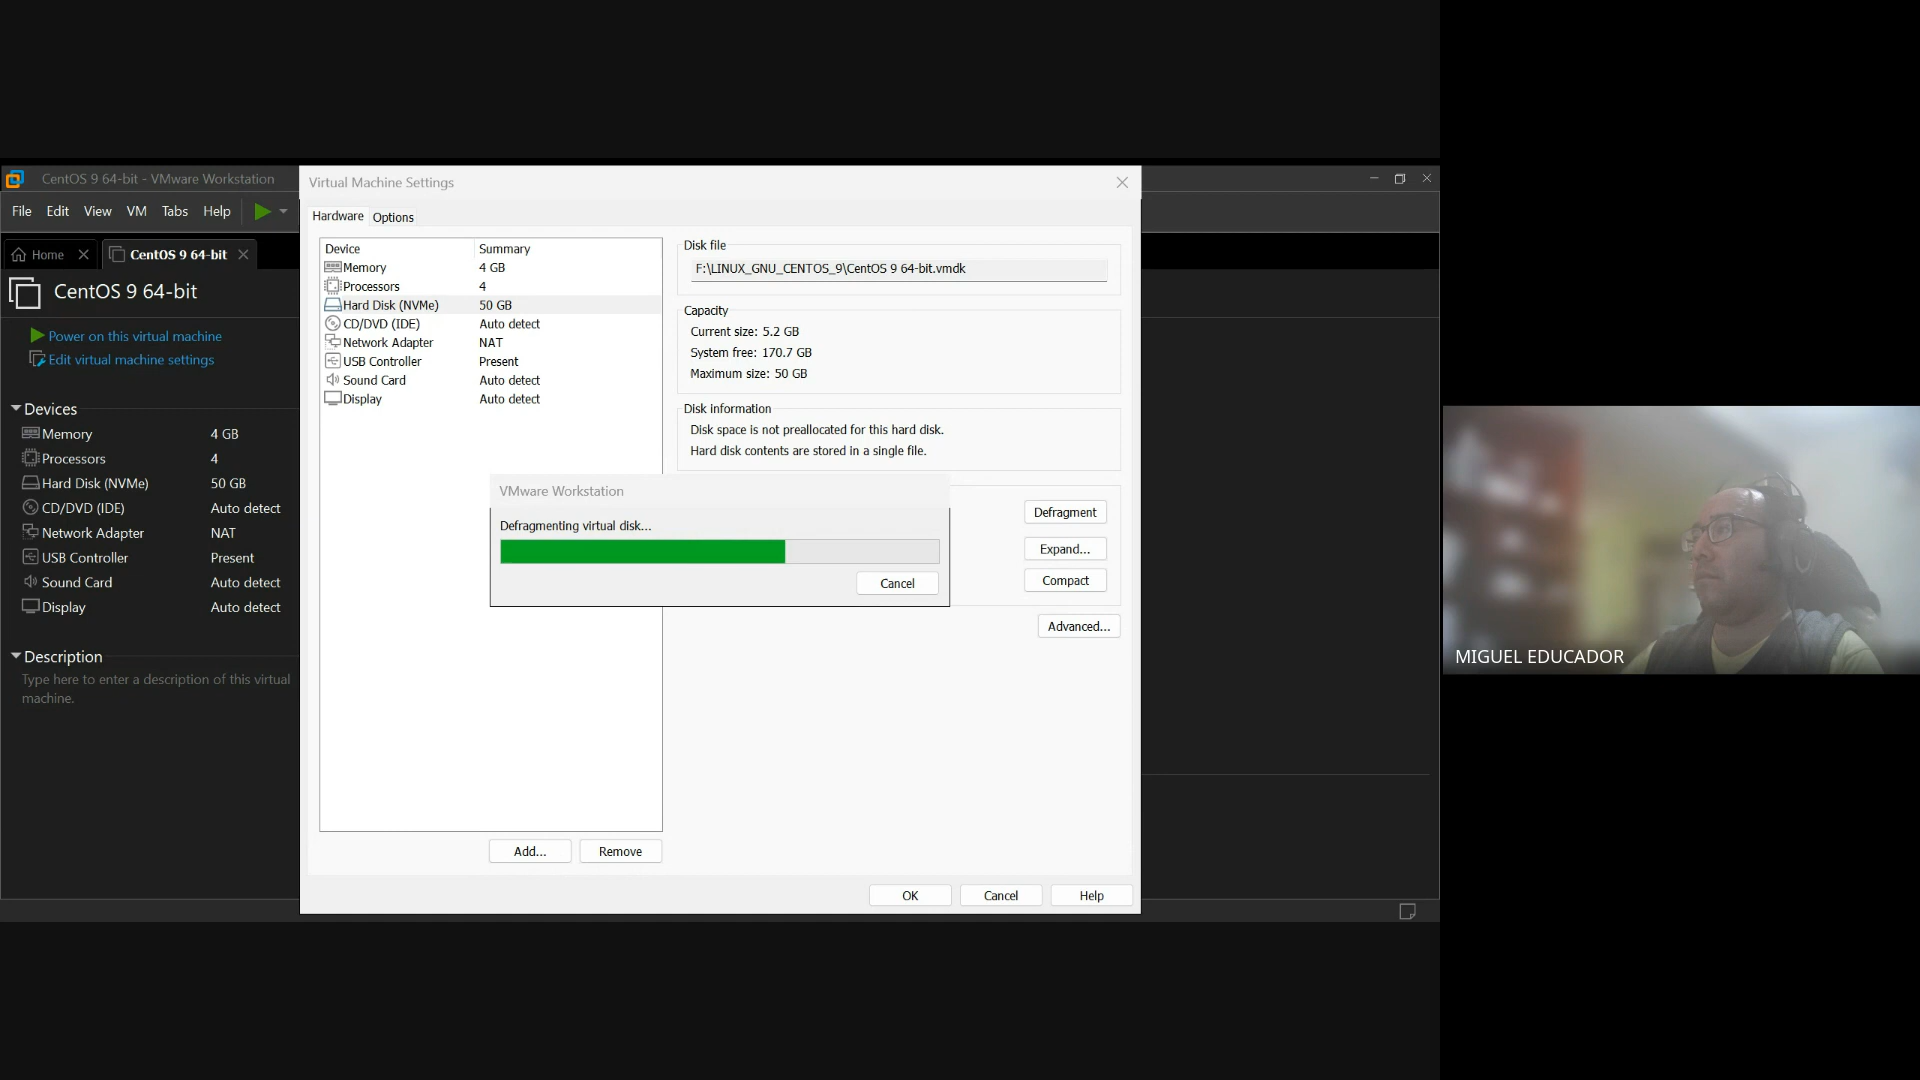 CentOS 9 64-bit - VMware Workstation
File Edit View VM Tabs Help
Home CentOS 9 64-bit
CentOS 9 64-bit
Power on this virtual machine
Edit virtual machine settings
Devices
Memory 4 GB
Processors 4
Hard Disk (NVMe) 50 GB
CD/DVD (IDE) Auto detect
Network Adapter NAT
USB Controller Present
Sound Card Auto detect
Display Auto detect
Description
Type here to enter a description of this virtual
machine.
Virtual Machine Settings
Hardware Options
Device Summary
Memory 4 GB
Processors 4
Hard Disk (NVMe) 50 GB
CD/DVD (IDE) Auto detect
Network Adapter NAT
USB Controller Present
Sound Card Auto detect
Display Auto detect
Add... Remove
Disk file
F:\LINUX_GNU_CENTOS_9\CentOS 9 64-bit.vmdk
Capacity
Current size: 5.2 GB
System free: 170.7 GB
Maximum size: 50 GB
Disk information
Disk space is not preallocated for this hard disk.
Hard disk contents are stored in a single file.
Defragment
Expand...
Compact
Advanced...
VMware Workstation
Defragmenting virtual disk...
Cancel
OK Cancel Help
MIGUEL EDUCADOR